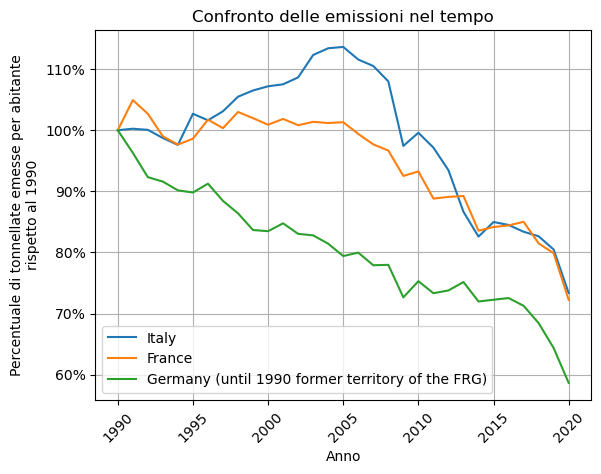 Confronto delle emissioni nel tempo
Percentuale di tonnellate emesse per abitante
rispetto al 1990
110%
100%
90%
80%
70%
60%
Italy
France
Germany (until 1990 former territory of the FRG)
1990
1995
2000
2005
2010
2015
2020
Anno